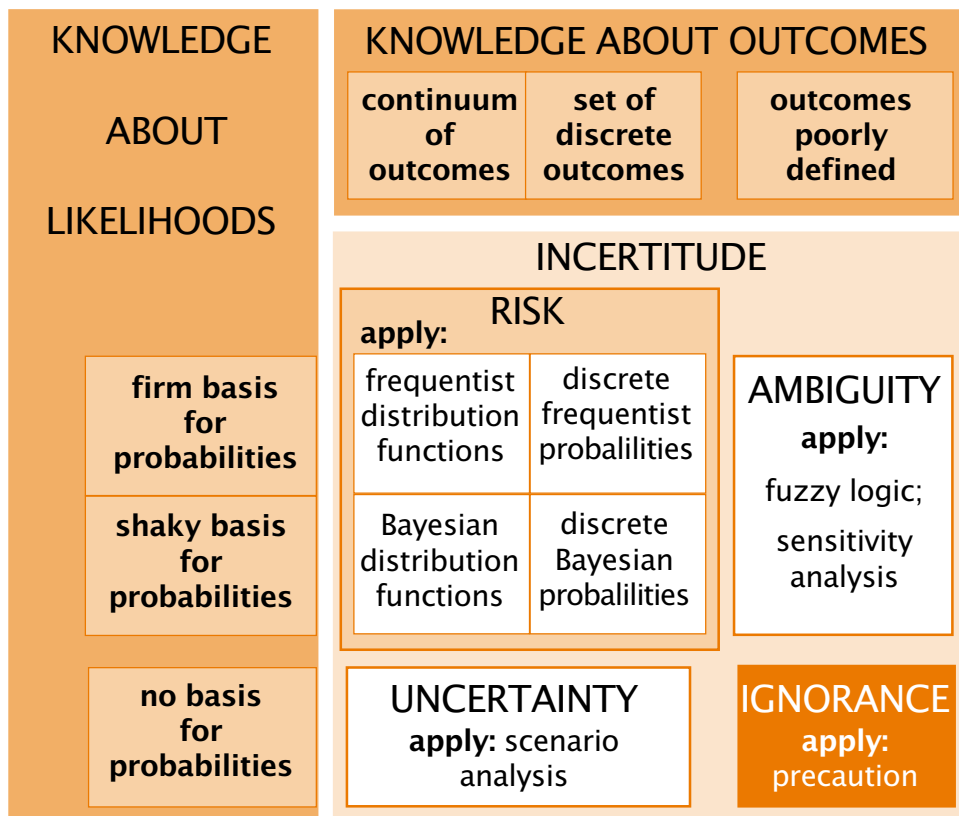 KNOWLEDGE
ABOUT
LIKELIHOODS
KNOWLEDGE ABOUT OUTCOMES
continuum
of
outcomes
set of
discrete
outcomes
outcomes
poorly
defined
INCERTITUDE
RISK
apply:
firm basis
for
probabilities
frequentist
distribution
functions
discrete
frequentist
probalilities
AMBIGUITY
apply:
fuzzy logic;
sensitivity
analysis
shaky basis
for
probabilities
Bayesian
distribution
functions
discrete
Bayesian
probalilities
no basis
for
probabilities
UNCERTAINTY
apply: scenario
analysis
IGNORANCE
apply:
precaution